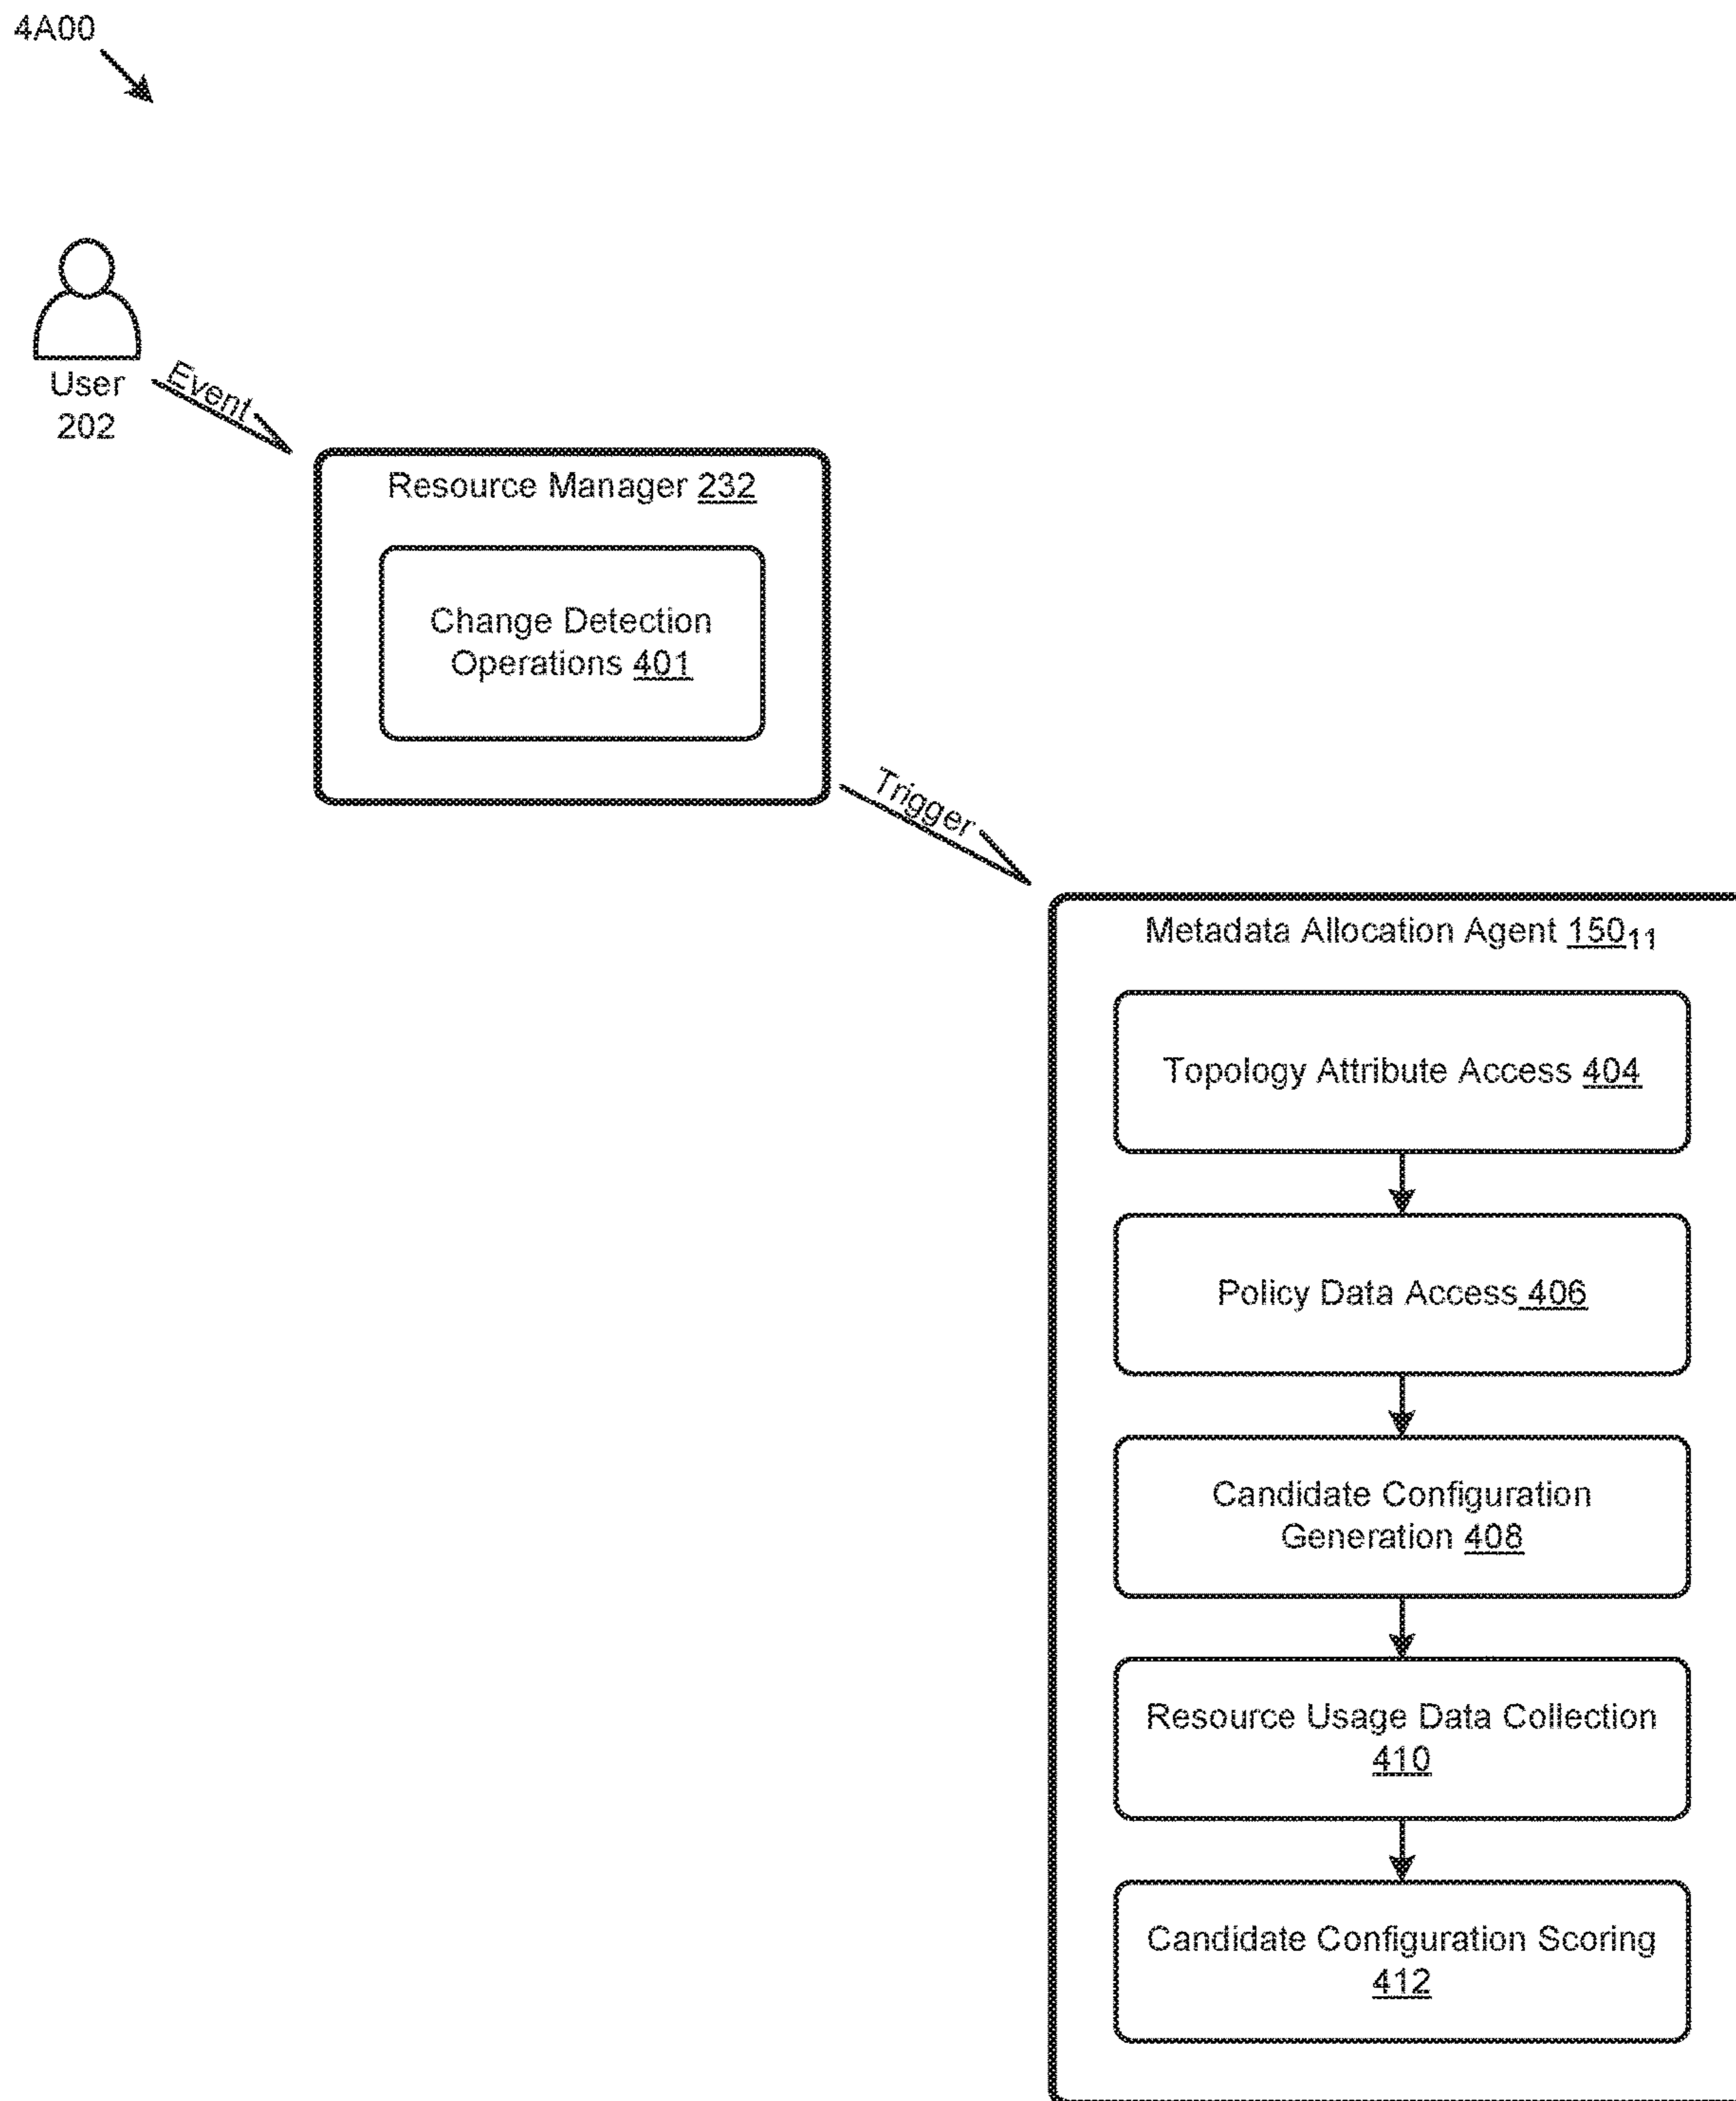 4A00
User
202
Event
Resource Manager 232
Change Detection
Operations 401
Trigger
Metadata Allocation Agent 150₁₁
Topology Attribute Access 404
Policy Data Access 406
Candidate Configuration
Generation 408
Resource Usage Data Collection
410
Candidate Configuration Scoring
412